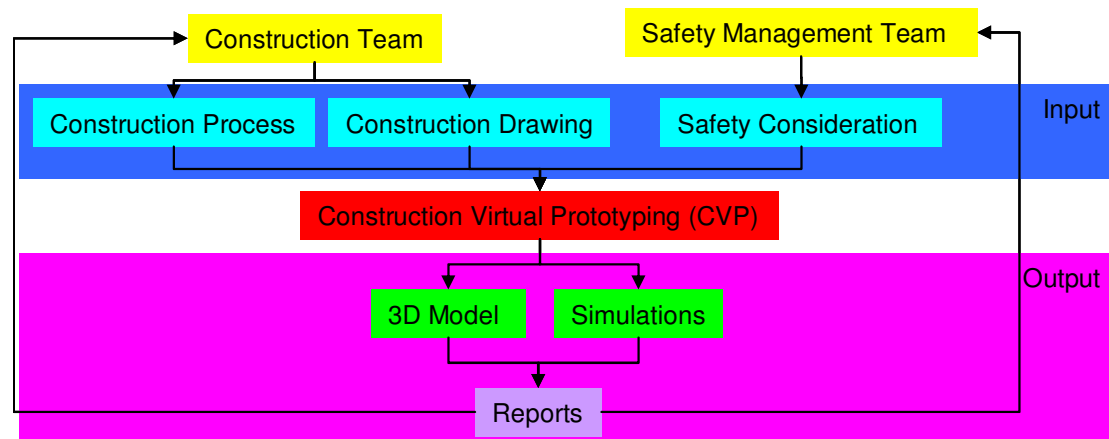 Construction Team
Safety Management Team
Input
Construction Process
Construction Drawing
Safety Consideration
Construction Virtual Prototyping (CVP)
Output
3D Model
Simulations
Reports